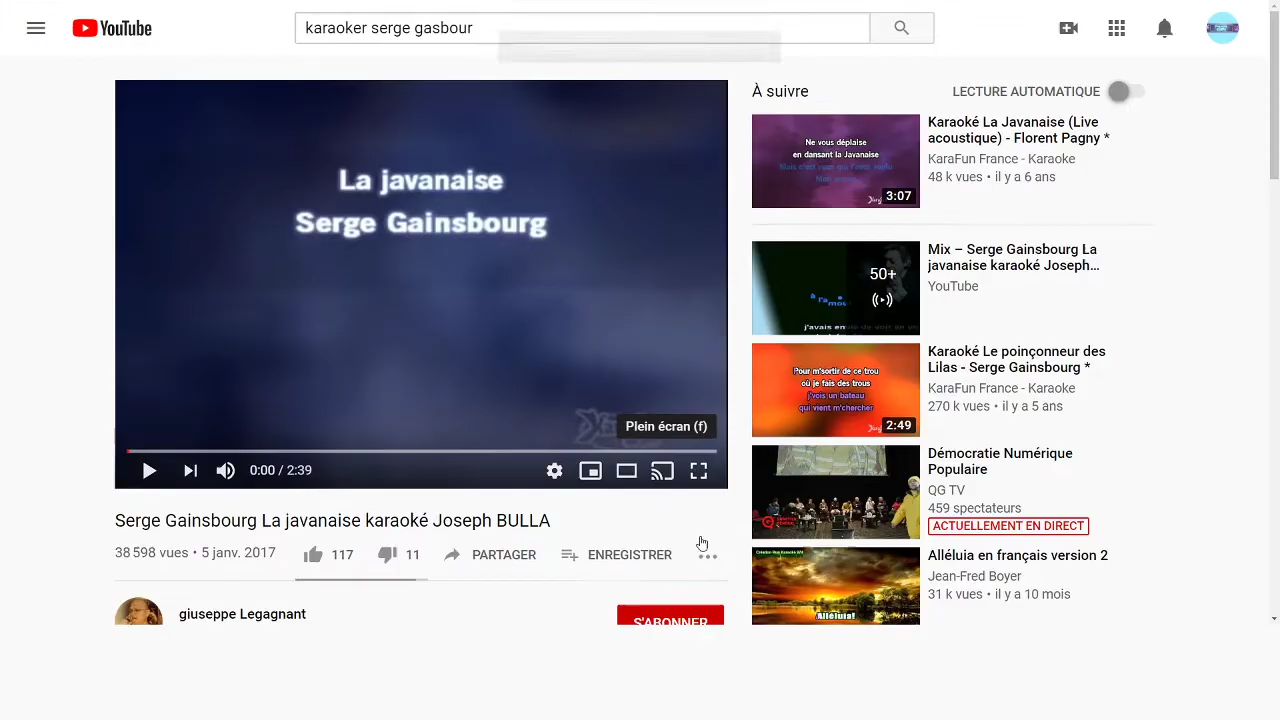 YouTube
karaoker serge gasbour
La javanaise
Serge Gainsbourg
Plein écran (f)
0:00 / 2:39
Serge Gainsbourg La javanaise karaoké Joseph BULLA
38 598 vues • 5 janv. 2017
117
11
PARTAGER
ENREGISTRER
giuseppe Legagnant
S'ABONNER
À suivre
LECTURE AUTOMATIQUE
Ne vous déplaise
en dansant la Javanaise
3:07
Karaoké La Javanaise (Live
acoustique) - Florent Pagny *
KaraFun France - Karaoke
48 k vues • il y a 6 ans
50+
à l'a
j'avais en
Mix – Serge Gainsbourg La
javanaise karaoké Joseph…
YouTube
Pour m'sortir de ce trou
où je fais des trous
j'vois un bateau
qui vient m'chercher
2:49
Karaoké Le poinçonneur des
Lilas - Serge Gainsbourg *
KaraFun France - Karaoke
270 k vues • il y a 5 ans
Démocratie Numérique
Populaire
QG TV
459 spectateurs
ACTUELLEMENT EN DIRECT
Alléluia!
Alléluia en français version 2
Jean-Fred Boyer
31 k vues • il y a 10 mois